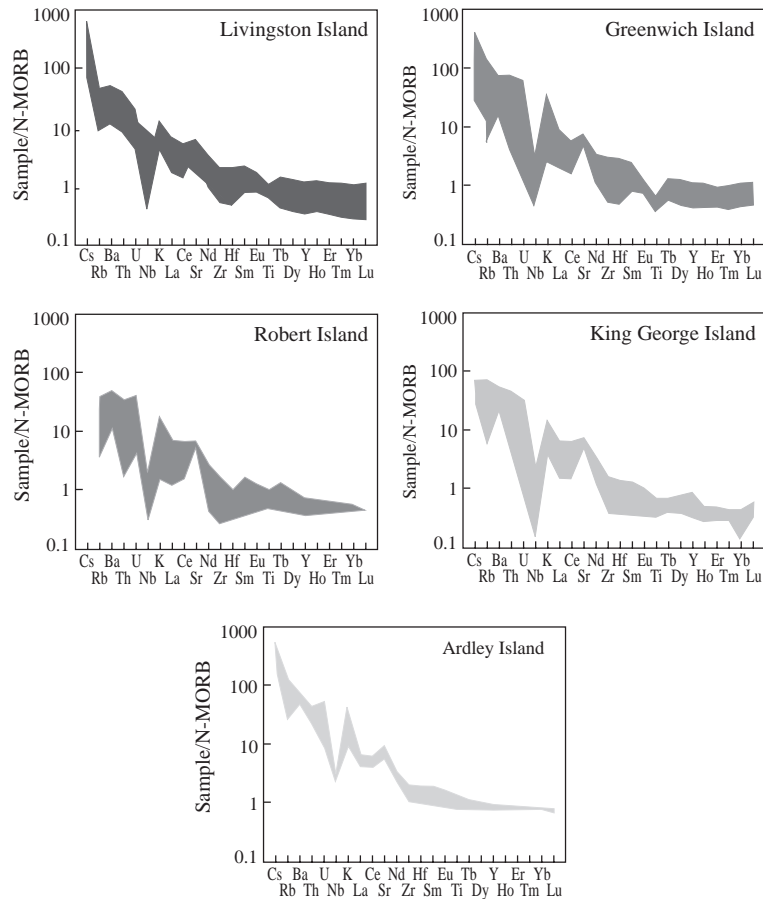 Livingston Island
Sample/N-MORB
1000
100
10
1
0.1
Cs Ba U K Ce Nd Hf Eu Tb Y Er Yb
Rb Th Nb La Sr Zr Sm Ti Dy Ho Tm Lu
Greenwich Island
Sample/N-MORB
1000
100
10
1
0.1
Cs Ba U K Ce Nd Hf Eu Tb Y Er Yb
Rb Th Nb La Sr Zr Sm Ti Dy Ho Tm Lu
Robert Island
Sample/N-MORB
1000
100
10
1
0.1
Cs Ba U K Ce Nd Hf Eu Tb Y Er Yb
Rb Th Nb La Sr Zr Sm Ti Dy Ho Tm Lu
King George Island
Sample/N-MORB
1000
100
10
1
0.1
Cs Ba U K Ce Nd Hf Eu Tb Y Er Yb
Rb Th Nb La Sr Zr Sm Ti Dy Ho Tm Lu
Ardley Island
Sample/N-MORB
1000
100
10
1
0.1
Cs Ba U K Ce Nd Hf Eu Tb Y Er Yb
Rb Th Nb La Sr Zr Sm Ti Dy Ho Tm Lu